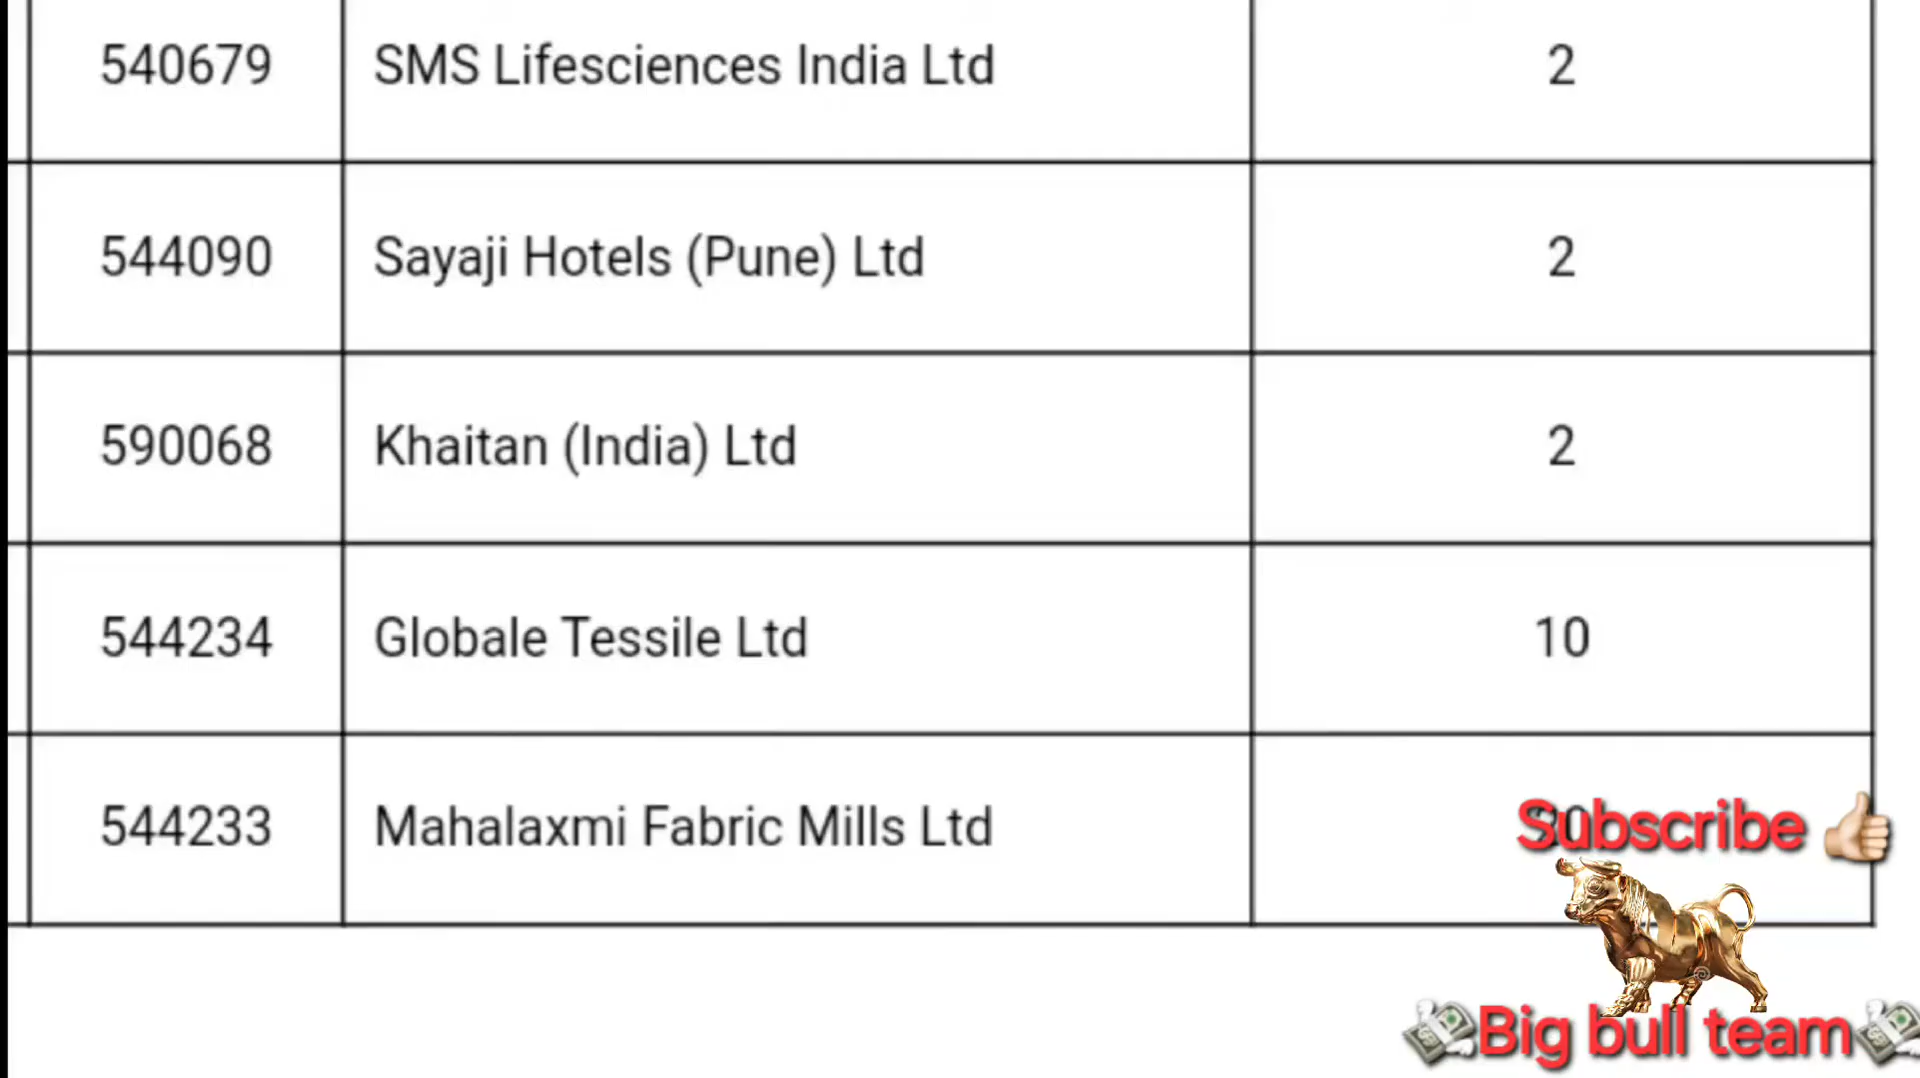 540679 SMS Lifesciences India Ltd 2
544090 Sayaji Hotels (Pune) Ltd 2
590068 Khaitan (India) Ltd 2
544234 Globale Tessile Ltd 10
544233 Mahalaxmi Fabric Mills Ltd
Subscribe
Big bull team